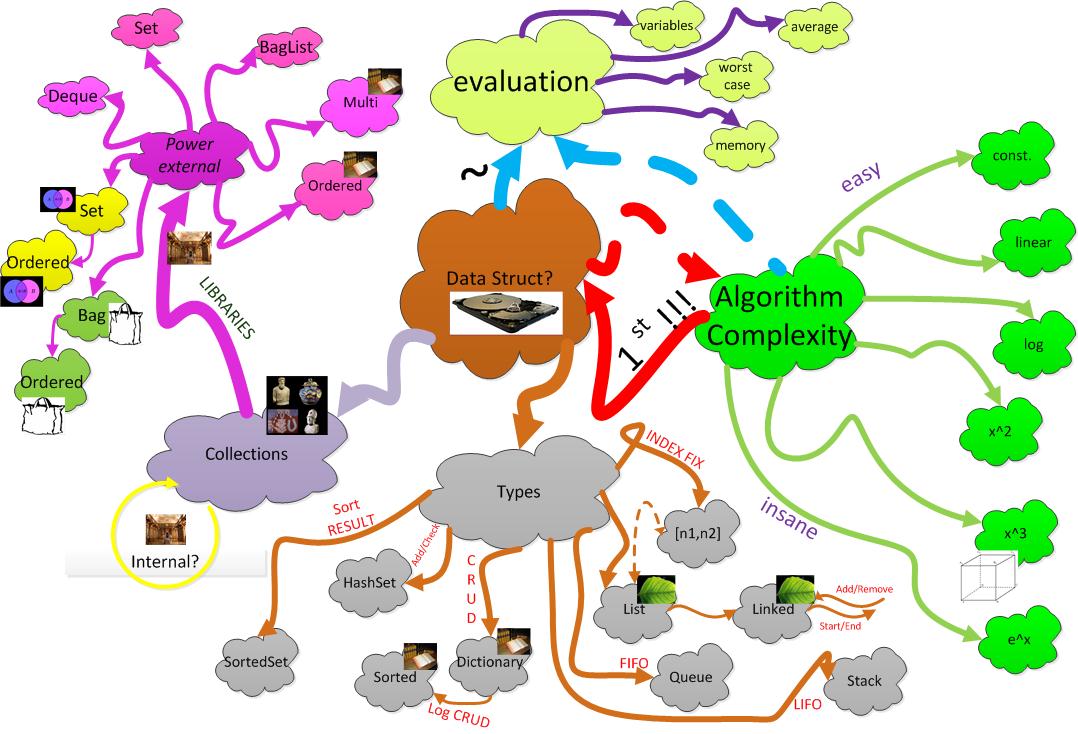 Set
BagList
Deque
Multi
Power
external
Ordered
Set
Ordered
Bag
Ordered
LIBRARIES
evaluation
variables
average
worst
case
memory
~
Data Struct?
1 st !!!
Algorithm
Complexity
easy
const.
linear
log
x^2
x^3
insane
e^x
Collections
Internal?
Types
Sort
RESULT
Add/Check
CRUD
INDEX FIX
[n1,n2]
HashSet
List
Linked
Add/Remove
Start/End
SortedSet
Sorted
Dictionary
Log CRUD
FIFO
Queue
LIFO
Stack